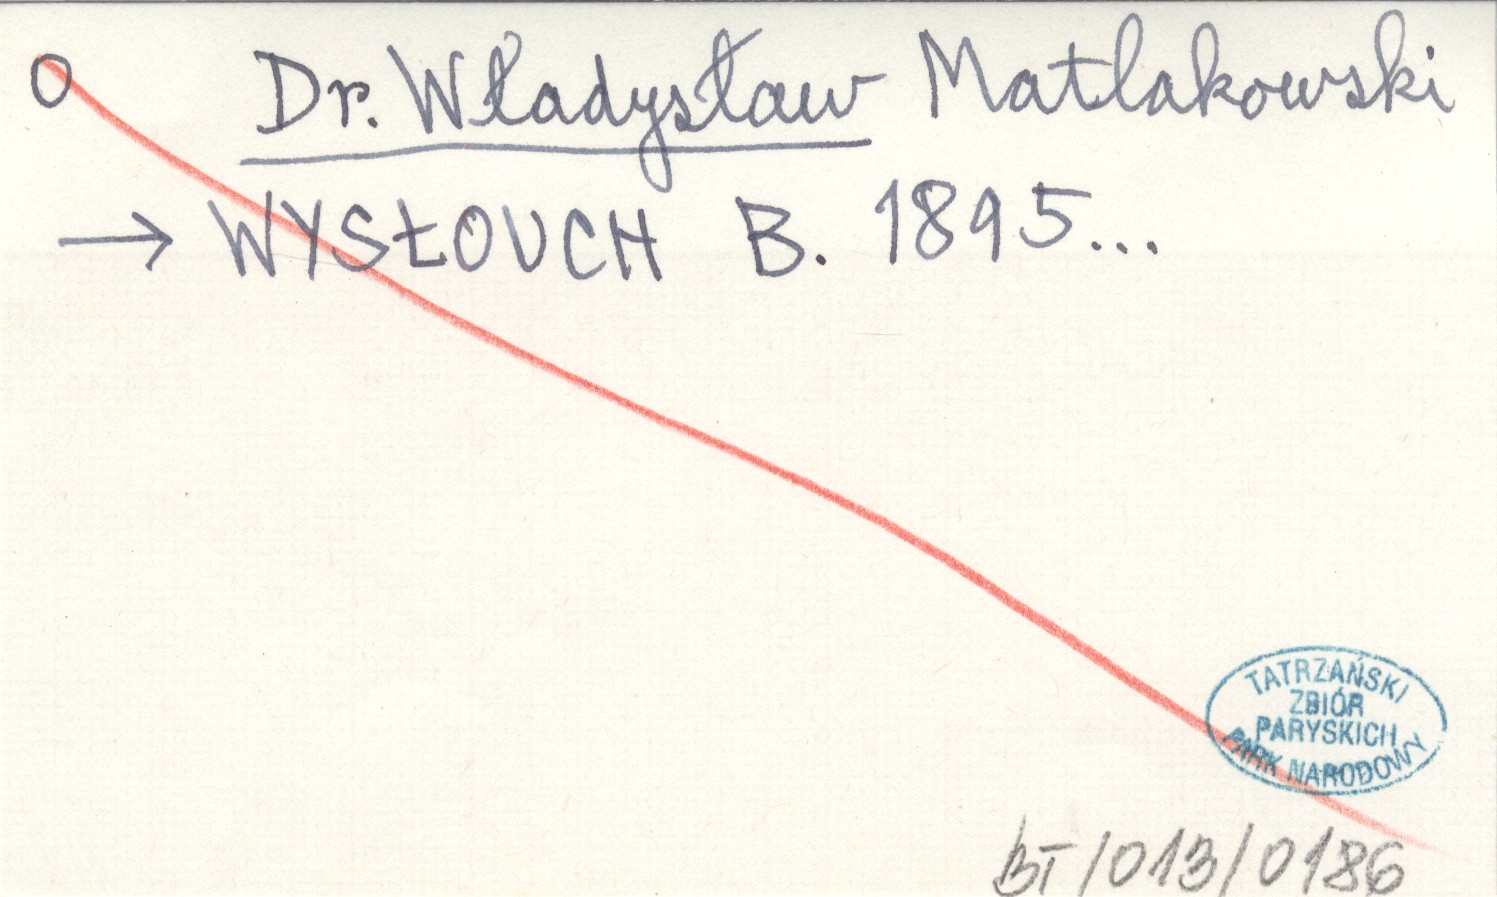 O Dr. Władysław Matlakowski
→ WYSŁOUCH B. 1895...
TATRZAŃSKI
ZBIÓR
PARYSKICH
PARK NARODOWY
BT/013/0186